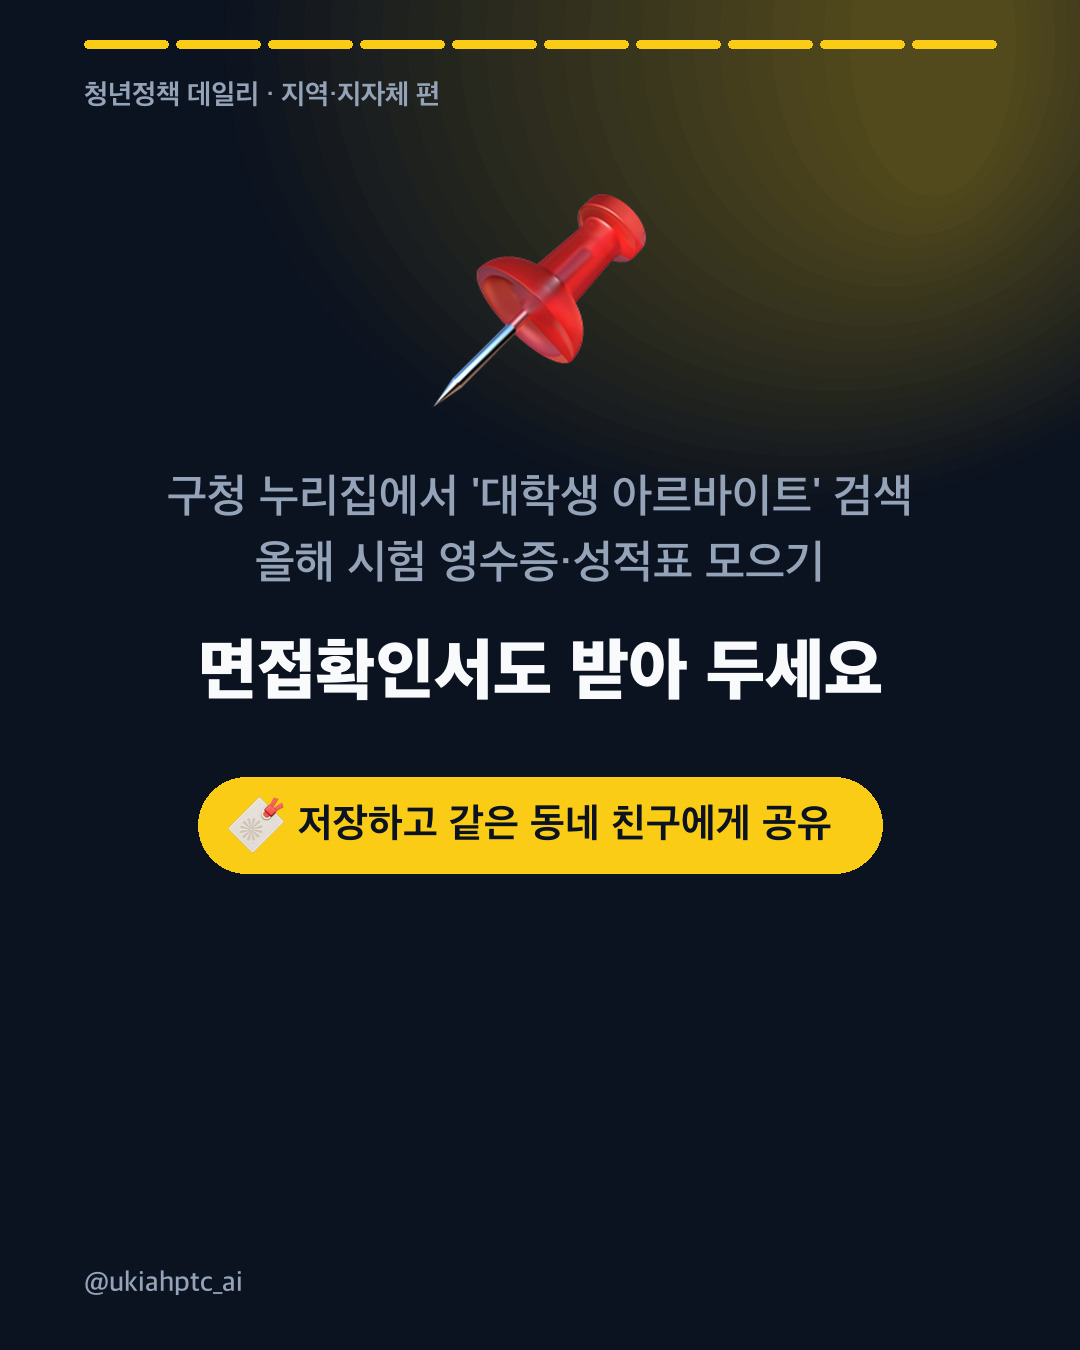 청년정책 데일리 · 지역·지자체 편
구청 누리집에서 '대학생 아르바이트' 검색
올해 시험 영수증·성적표 모으기
면접확인서도 받아 두세요
저장하고 같은 동네 친구에게 공유
@ukiahptc_ai